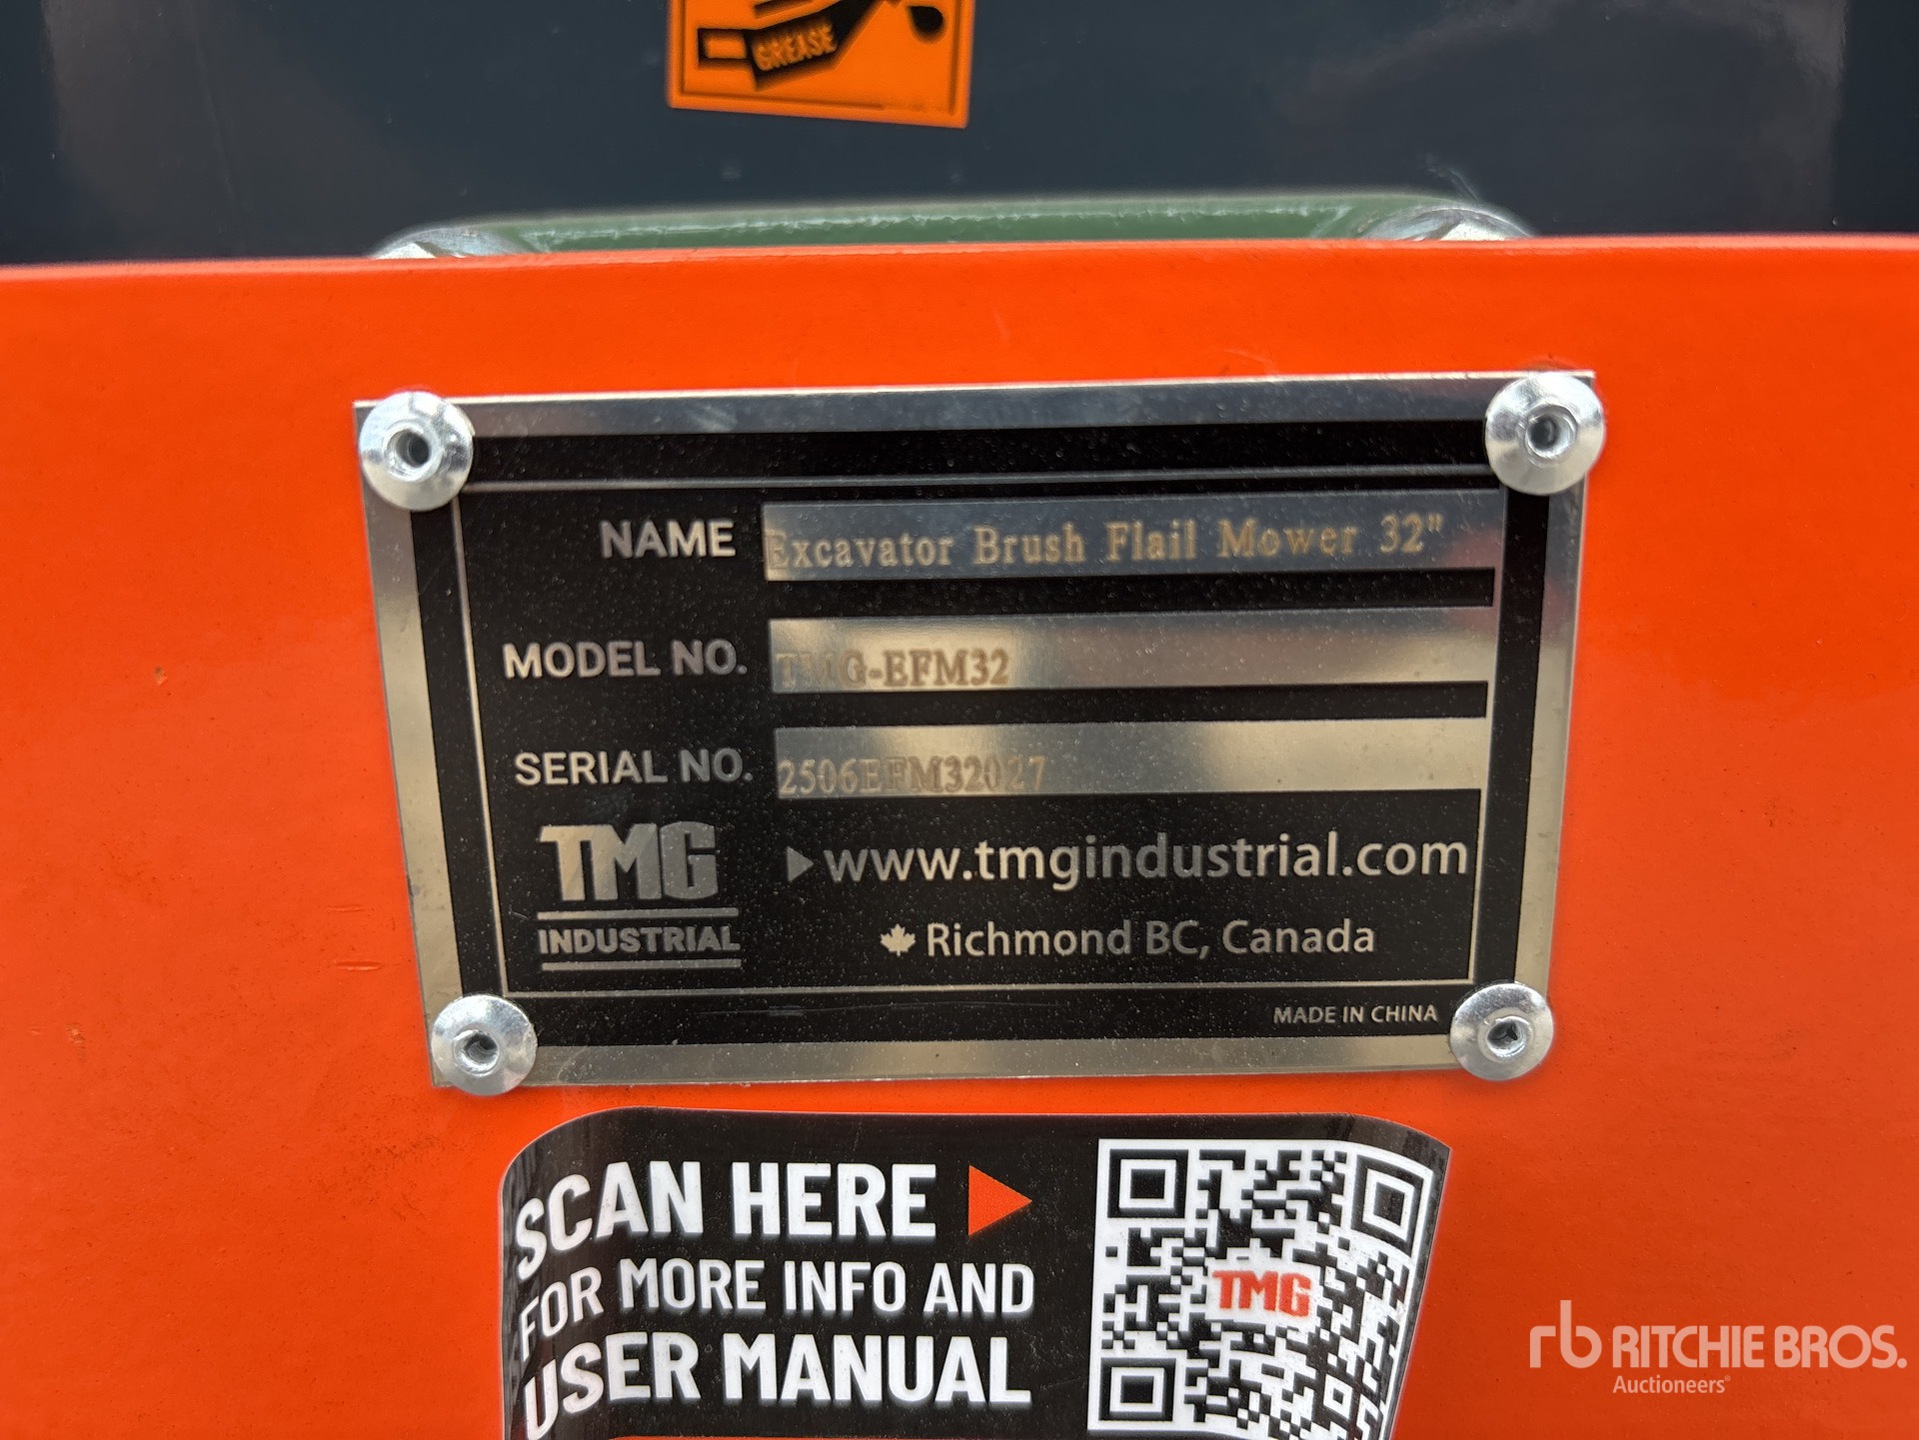 GREASE
NAME Excavator Brush Flail Mower 32"
MODEL NO. TMG-EFM32
SERIAL NO. 2506EFM32027
TMG
INDUSTRIAL
www.tmgindustrial.com
Richmond BC, Canada
MADE IN CHINA
SCAN HERE
FOR MORE INFO AND
USER MANUAL
TMG
rb RITCHIE BROS.
Auctioneers®